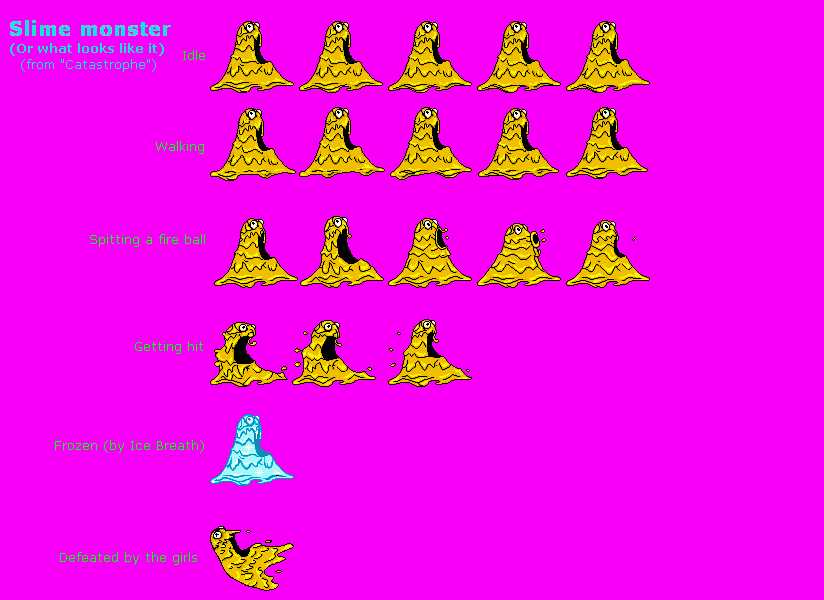 Slime monster
(Or what looks like it)
(from "Catastrophe")
Idle
Walking
Spitting a fire ball
Getting hit
Frozen (by Ice Breath)
Defeated by the girls